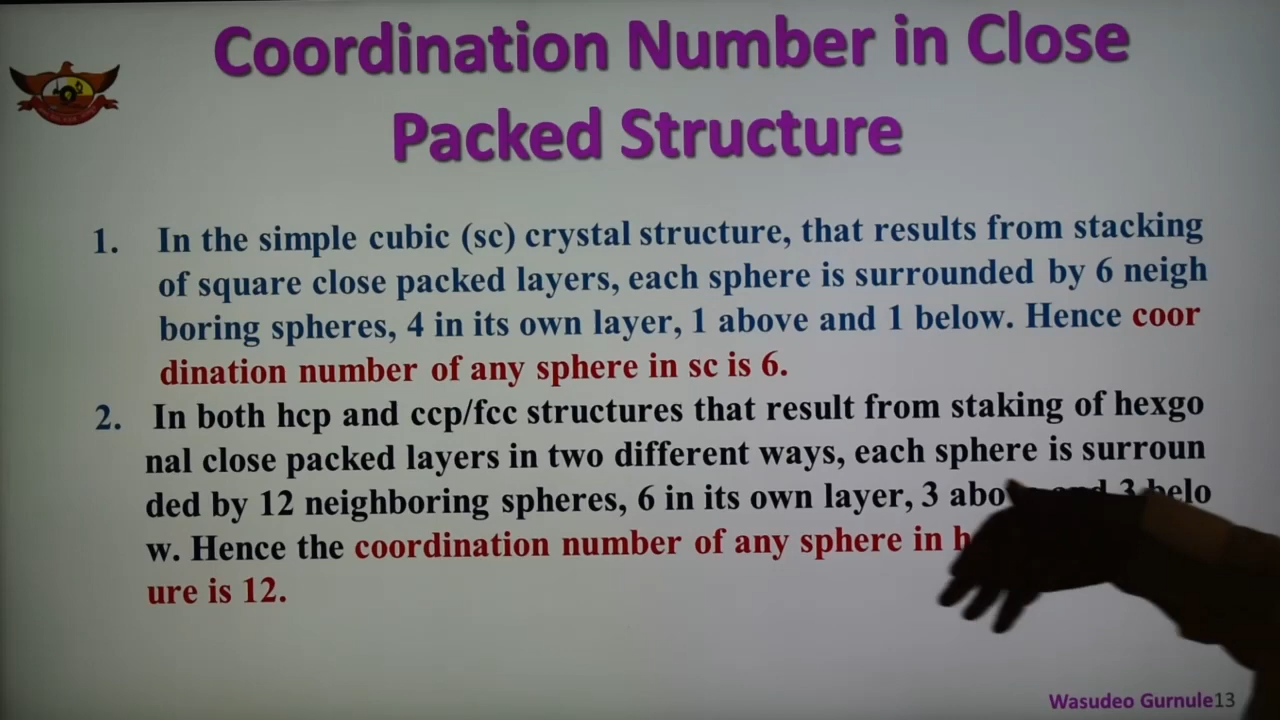 Coordination Number in Close
Packed Structure
1. In the simple cubic (sc) crystal structure, that results from stacking
of square close packed layers, each sphere is surrounded by 6 neigh
boring spheres, 4 in its own layer, 1 above and 1 below. Hence coor
dination number of any sphere in sc is 6.
2. In both hcp and ccp/fcc structures that result from staking of hexgo
nal close packed layers in two different ways, each sphere is surroun
ded by 12 neighboring spheres, 6 in its own layer, 3 and 3 belo
w. Hence the coordination number of any sphere in
ure is 12.
Wasudeo Gurnule13